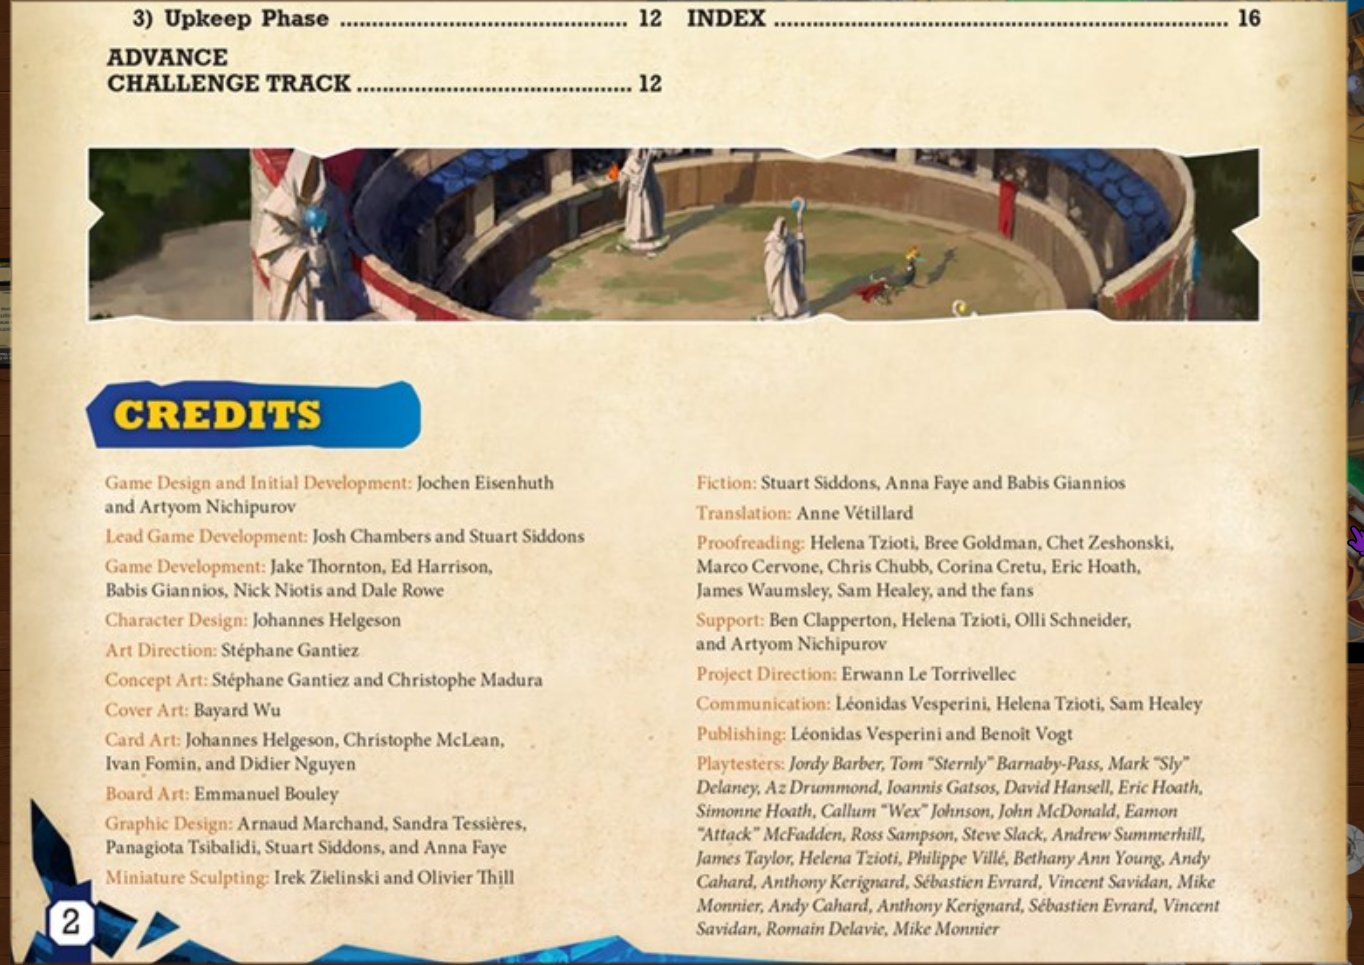 3) Upkeep Phase ............................................. 12
ADVANCE
CHALLENGE TRACK ............................................ 12
INDEX ........................................................................ 16
CREDITS
Game Design and Initial Development: Jochen Eisenhuth
and Artyom Nichipurov
Lead Game Development: Josh Chambers and Stuart Siddons
Game Development: Jake Thornton, Ed Harrison,
Babis Giannios, Nick Niotis and Dale Rowe
Character Design: Johannes Helgeson
Art Direction: Stéphane Gantiez
Concept Art: Stéphane Gantiez and Christophe Madura
Cover Art: Bayard Wu
Card Art: Johannes Helgeson, Christophe McLean,
Ivan Fomin, and Didier Nguyen
Board Art: Emmanuel Bouley
Graphic Design: Arnaud Marchand, Sandra Tessières,
Panagiota Tsibalidi, Stuart Siddons, and Anna Faye
Miniature Sculpting: Irek Zielinski and Olivier Thill
Fiction: Stuart Siddons, Anna Faye and Babis Giannios
Translation: Anne Vétillard
Proofreading: Helena Tzioti, Bree Goldman, Chet Zeshonski,
Marco Cervone, Chris Chubb, Corina Cretu, Eric Hoath,
James Waumsley, Sam Healey, and the fans
Support: Ben Clapperton, Helena Tzioti, Olli Schneider,
and Artyom Nichipurov
Project Direction: Erwann Le Torrivellec
Communication: Léonidas Vesperini, Helena Tzioti, Sam Healey
Publishing: Léonidas Vesperini and Benoît Vogt
Playtesters: Jordy Barber, Tom “Sternly” Barnaby-Pass, Mark “Sly”
Delaney, Az Drummond, Ioannis Gatsos, David Hansell, Eric Hoath,
Simonne Hoath, Callum “Wex” Johnson, John McDonald, Eamon
“Attack” McFadden, Ross Sampson, Steve Slack, Andrew Summerhill,
James Taylor, Helena Tzioti, Philippe Villé, Bethany Ann Young, Andy
Cahard, Anthony Kerignard, Sébastien Evrard, Vincent Savidan, Mike
Monnier, Andy Cahard, Anthony Kerignard, Sébastien Evrard, Vincent
Savidan, Romain Delavie, Mike Monnier
2